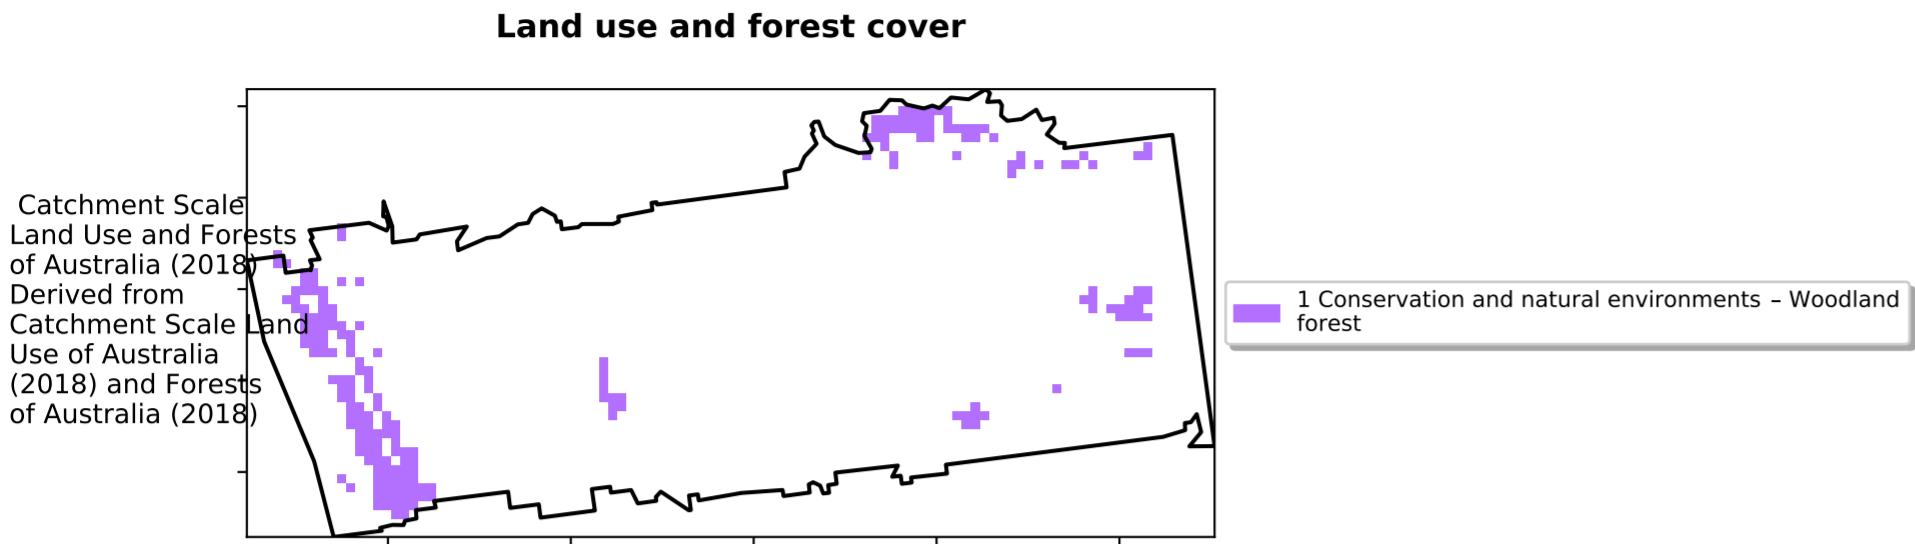 Land use and forest cover
Catchment Scale
Land Use and Forests
of Australia (2018)
Derived from
Catchment Scale Land
Use of Australia
(2018) and Forests
of Australia (2018)
1 Conservation and natural environments – Woodland
forest